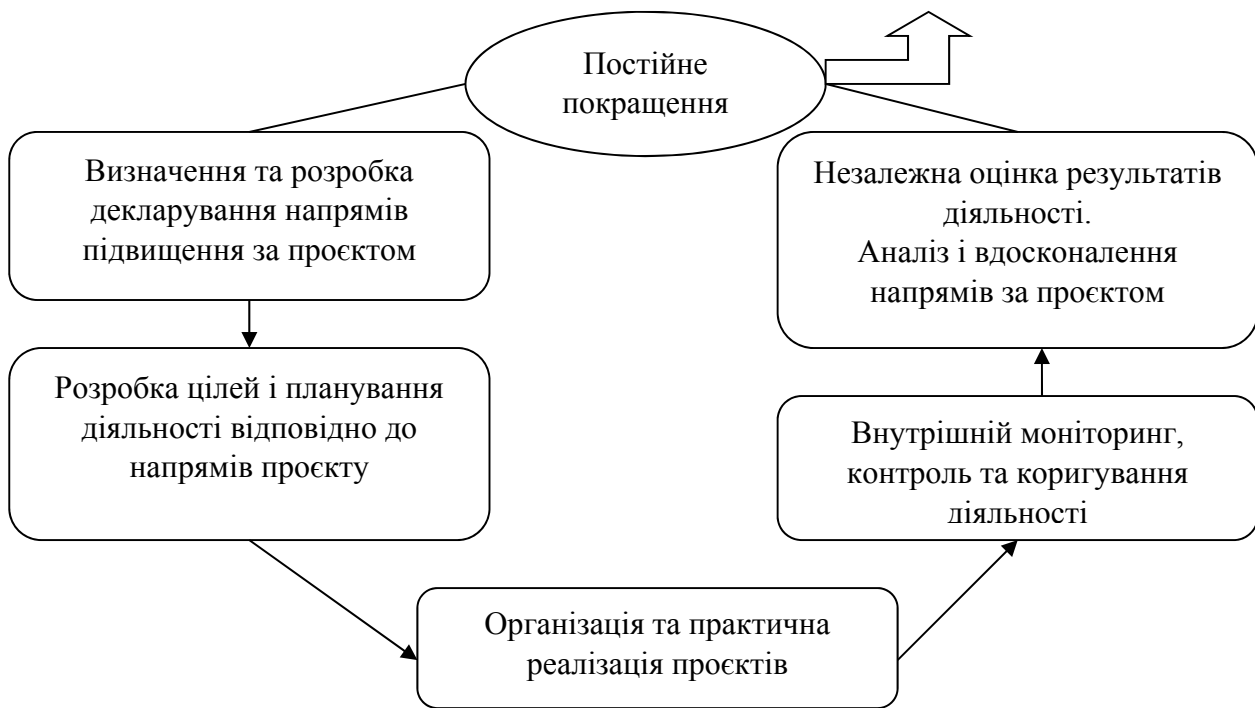 Постійне
покращення
Визначення та розробка
декларування напрямів
підвищення за проєктом
Розробка цілей і планування
діяльності відповідно до
напрямів проєкту
Організація та практична
реалізація проєктів
Внутрішній моніторинг,
контроль та коригування
діяльності
Незалежна оцінка результатів
діяльності.
Аналіз і вдосконалення
напрямів за проєктом